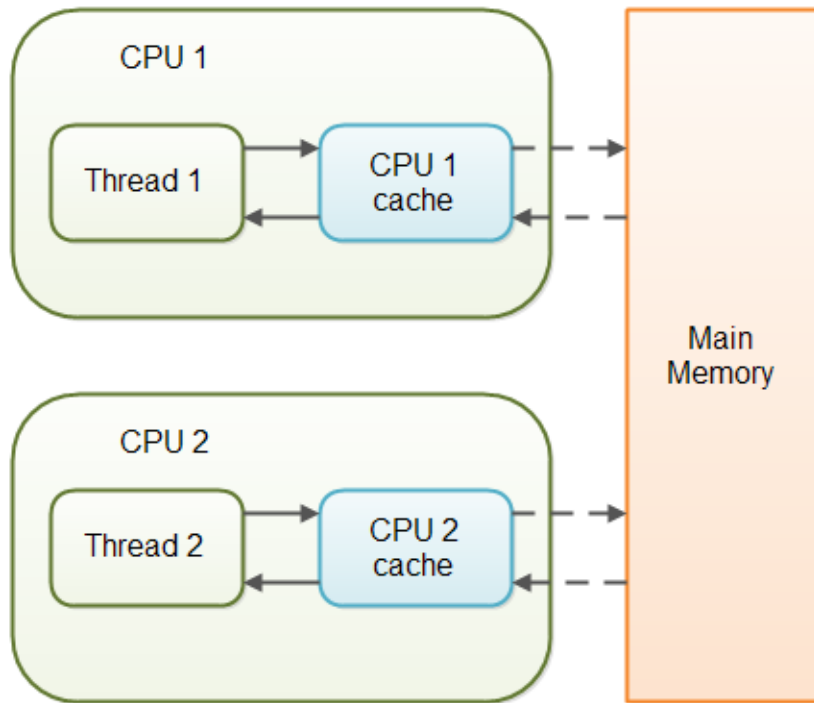 CPU 1
Thread 1
CPU 1
cache
Main
Memory
CPU 2
Thread 2
CPU 2
cache